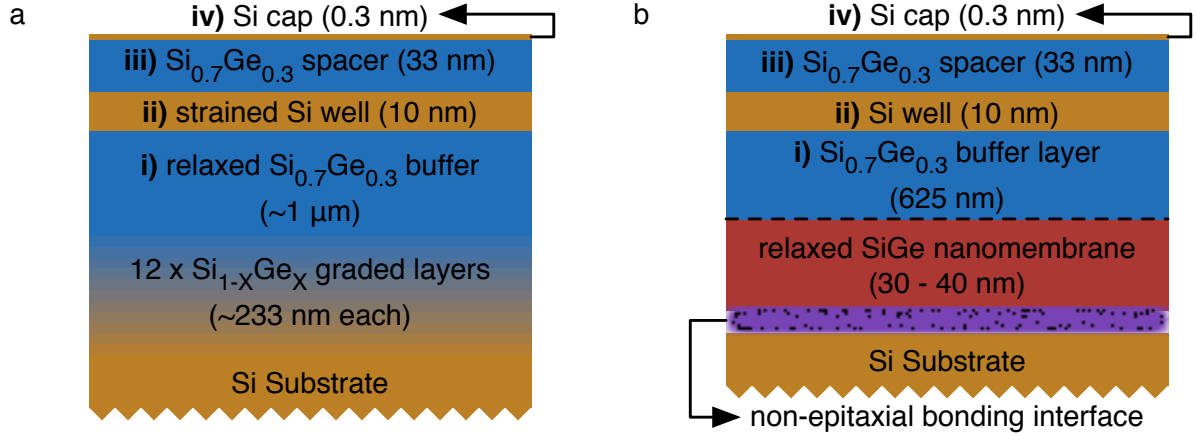 a
iv) Si cap (0.3 nm)
iii) Si0.7Ge0.3 spacer (33 nm)
ii) strained Si well (10 nm)
i) relaxed Si0.7Ge0.3 buffer
(~1 μm)
12 x Si1-XGeX graded layers
(~233 nm each)
Si Substrate
b
iv) Si cap (0.3 nm)
iii) Si0.7Ge0.3 spacer (33 nm)
ii) Si well (10 nm)
i) Si0.7Ge0.3 buffer layer
(625 nm)
relaxed SiGe nanomembrane
(30 - 40 nm)
Si Substrate
non-epitaxial bonding interface